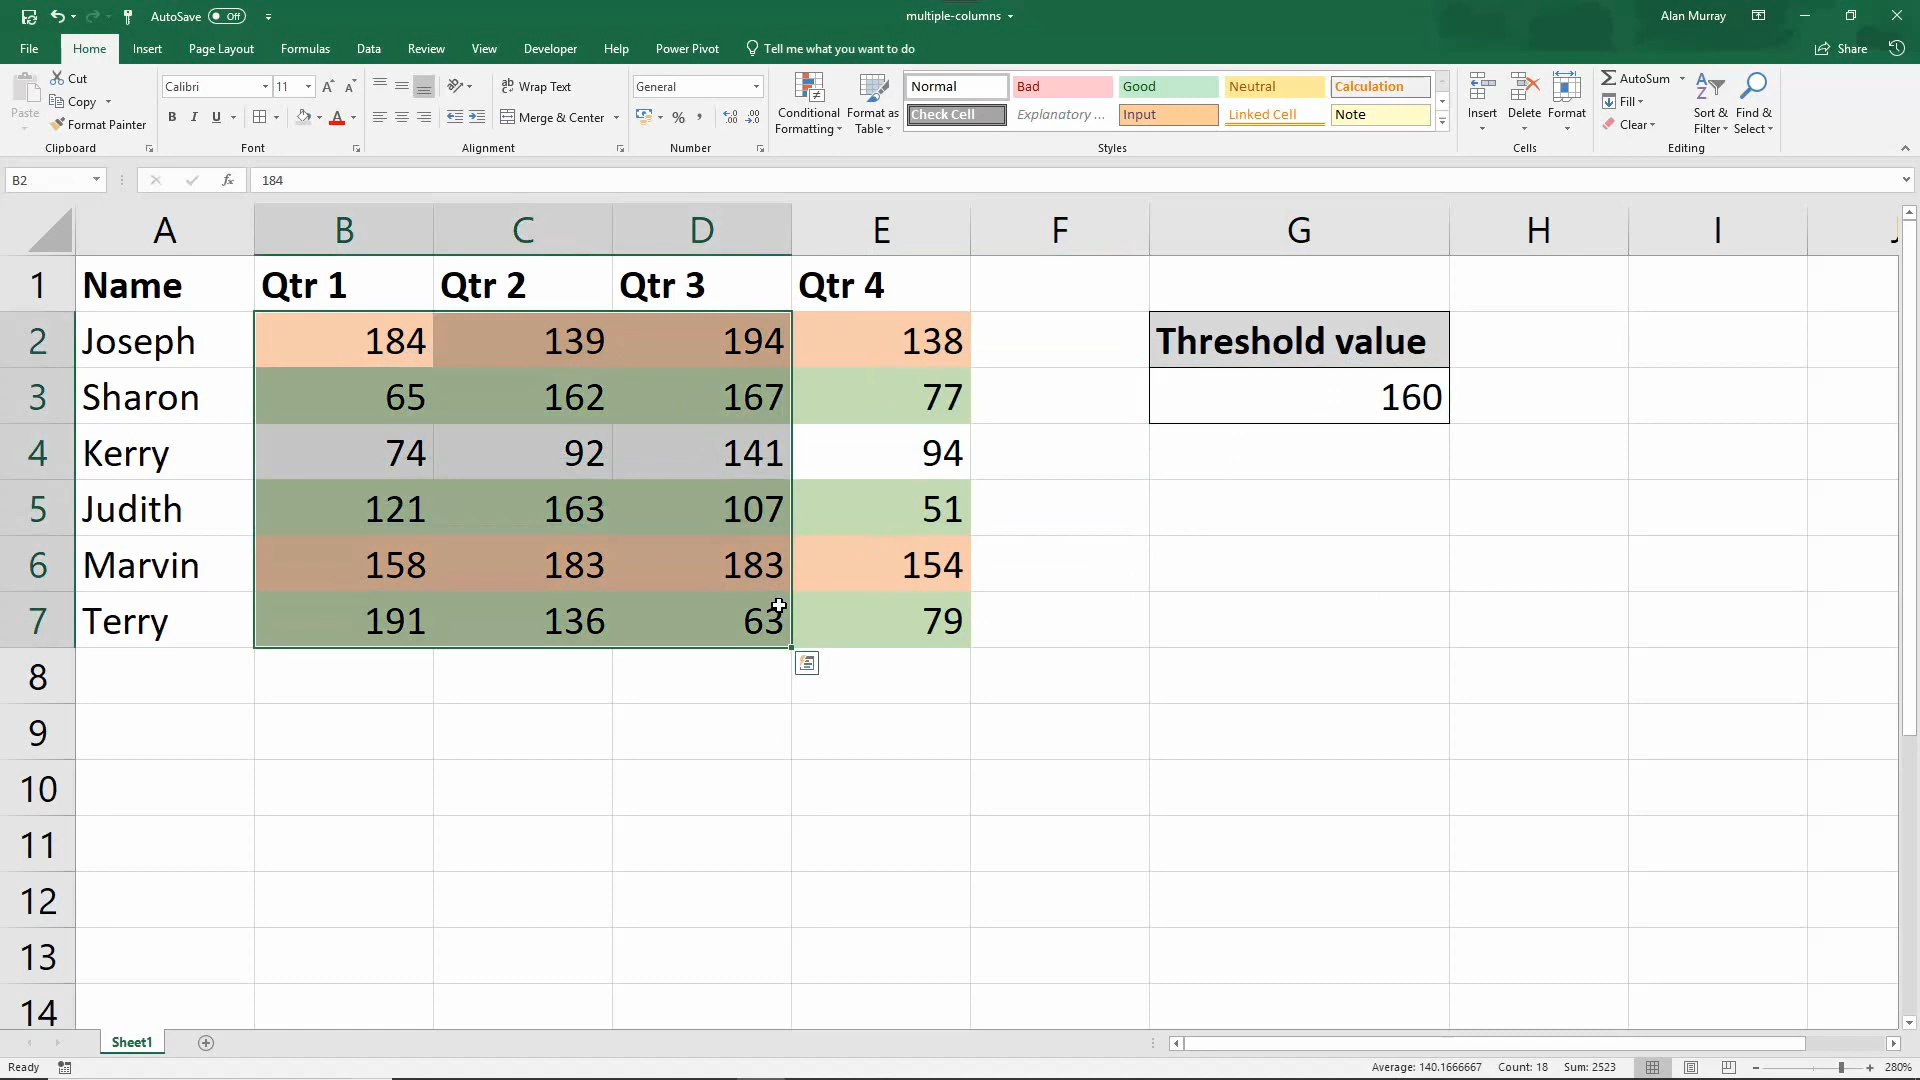 AutoSave Off
multiple-columns
Alan Murray
File Home Insert Page Layout Formulas Data Review View Developer Help Power Pivot Tell me what you want to do Share
Paste
Cut
Copy
Format Painter
Clipboard
Calibri 11
B I U
Font
Wrap Text
Merge & Center
Alignment
General
Number
Conditional Formatting
Format as Table
Normal Bad Good Neutral Calculation
Check Cell Explanatory ... Input Linked Cell Note
Styles
Insert Delete Format
Cells
AutoSum
Fill
Clear
Sort & Filter
Find & Select
Editing
B2 fx 184
A B C D E F G H I
1 Name Qtr 1 Qtr 2 Qtr 3 Qtr 4
2 Joseph 184 139 194 138 Threshold value
3 Sharon 65 162 167 77 160
4 Kerry 74 92 141 94
5 Judith 121 163 107 51
6 Marvin 158 183 183 154
7 Terry 191 136 63 79
8
9
10
11
12
13
14
Sheet1
Ready Average: 140.1666667 Count: 18 Sum: 2523 280%